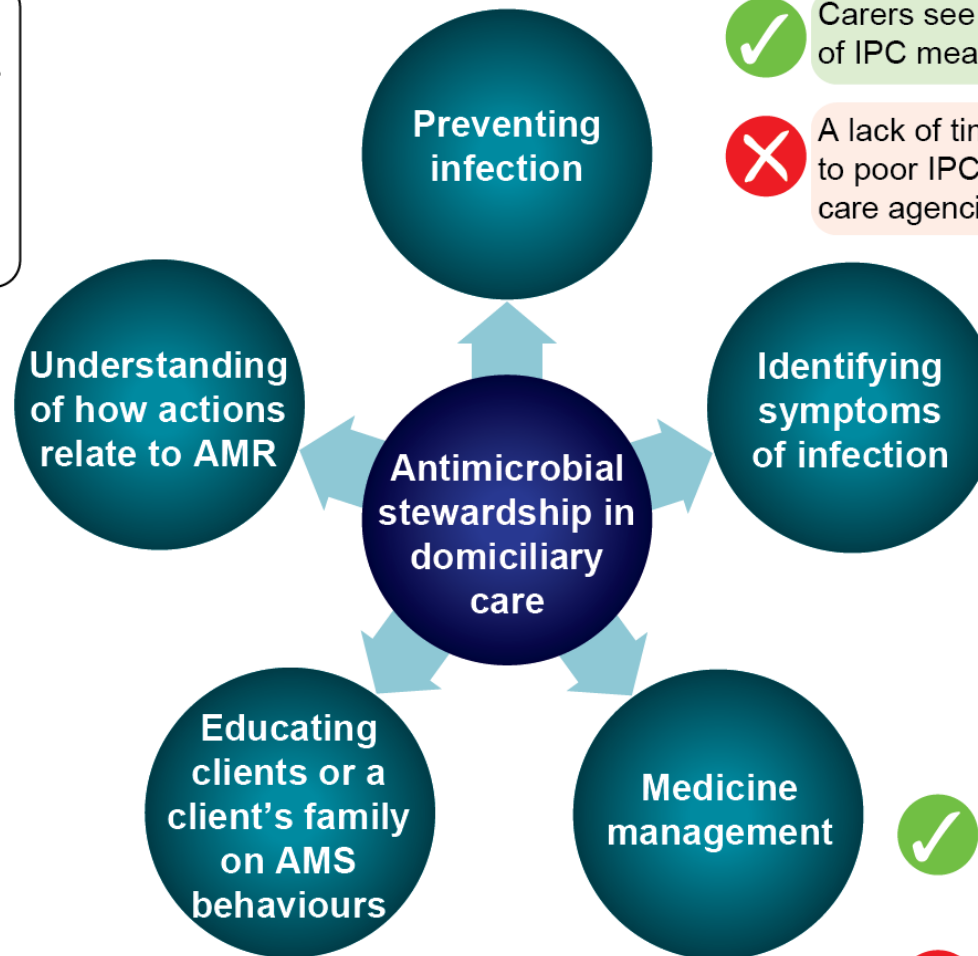 Carers see
of IPC mea
Preventing
infection
A lack of
to poor IPC
care agenci
Understanding
of how actions
relate to AMR
Identifying
symptoms
of infection
Antimicrobial
stewardship in
domiciliary
care
Educating
clients or a
client’s family
on AMS
behaviours
Medicine
management